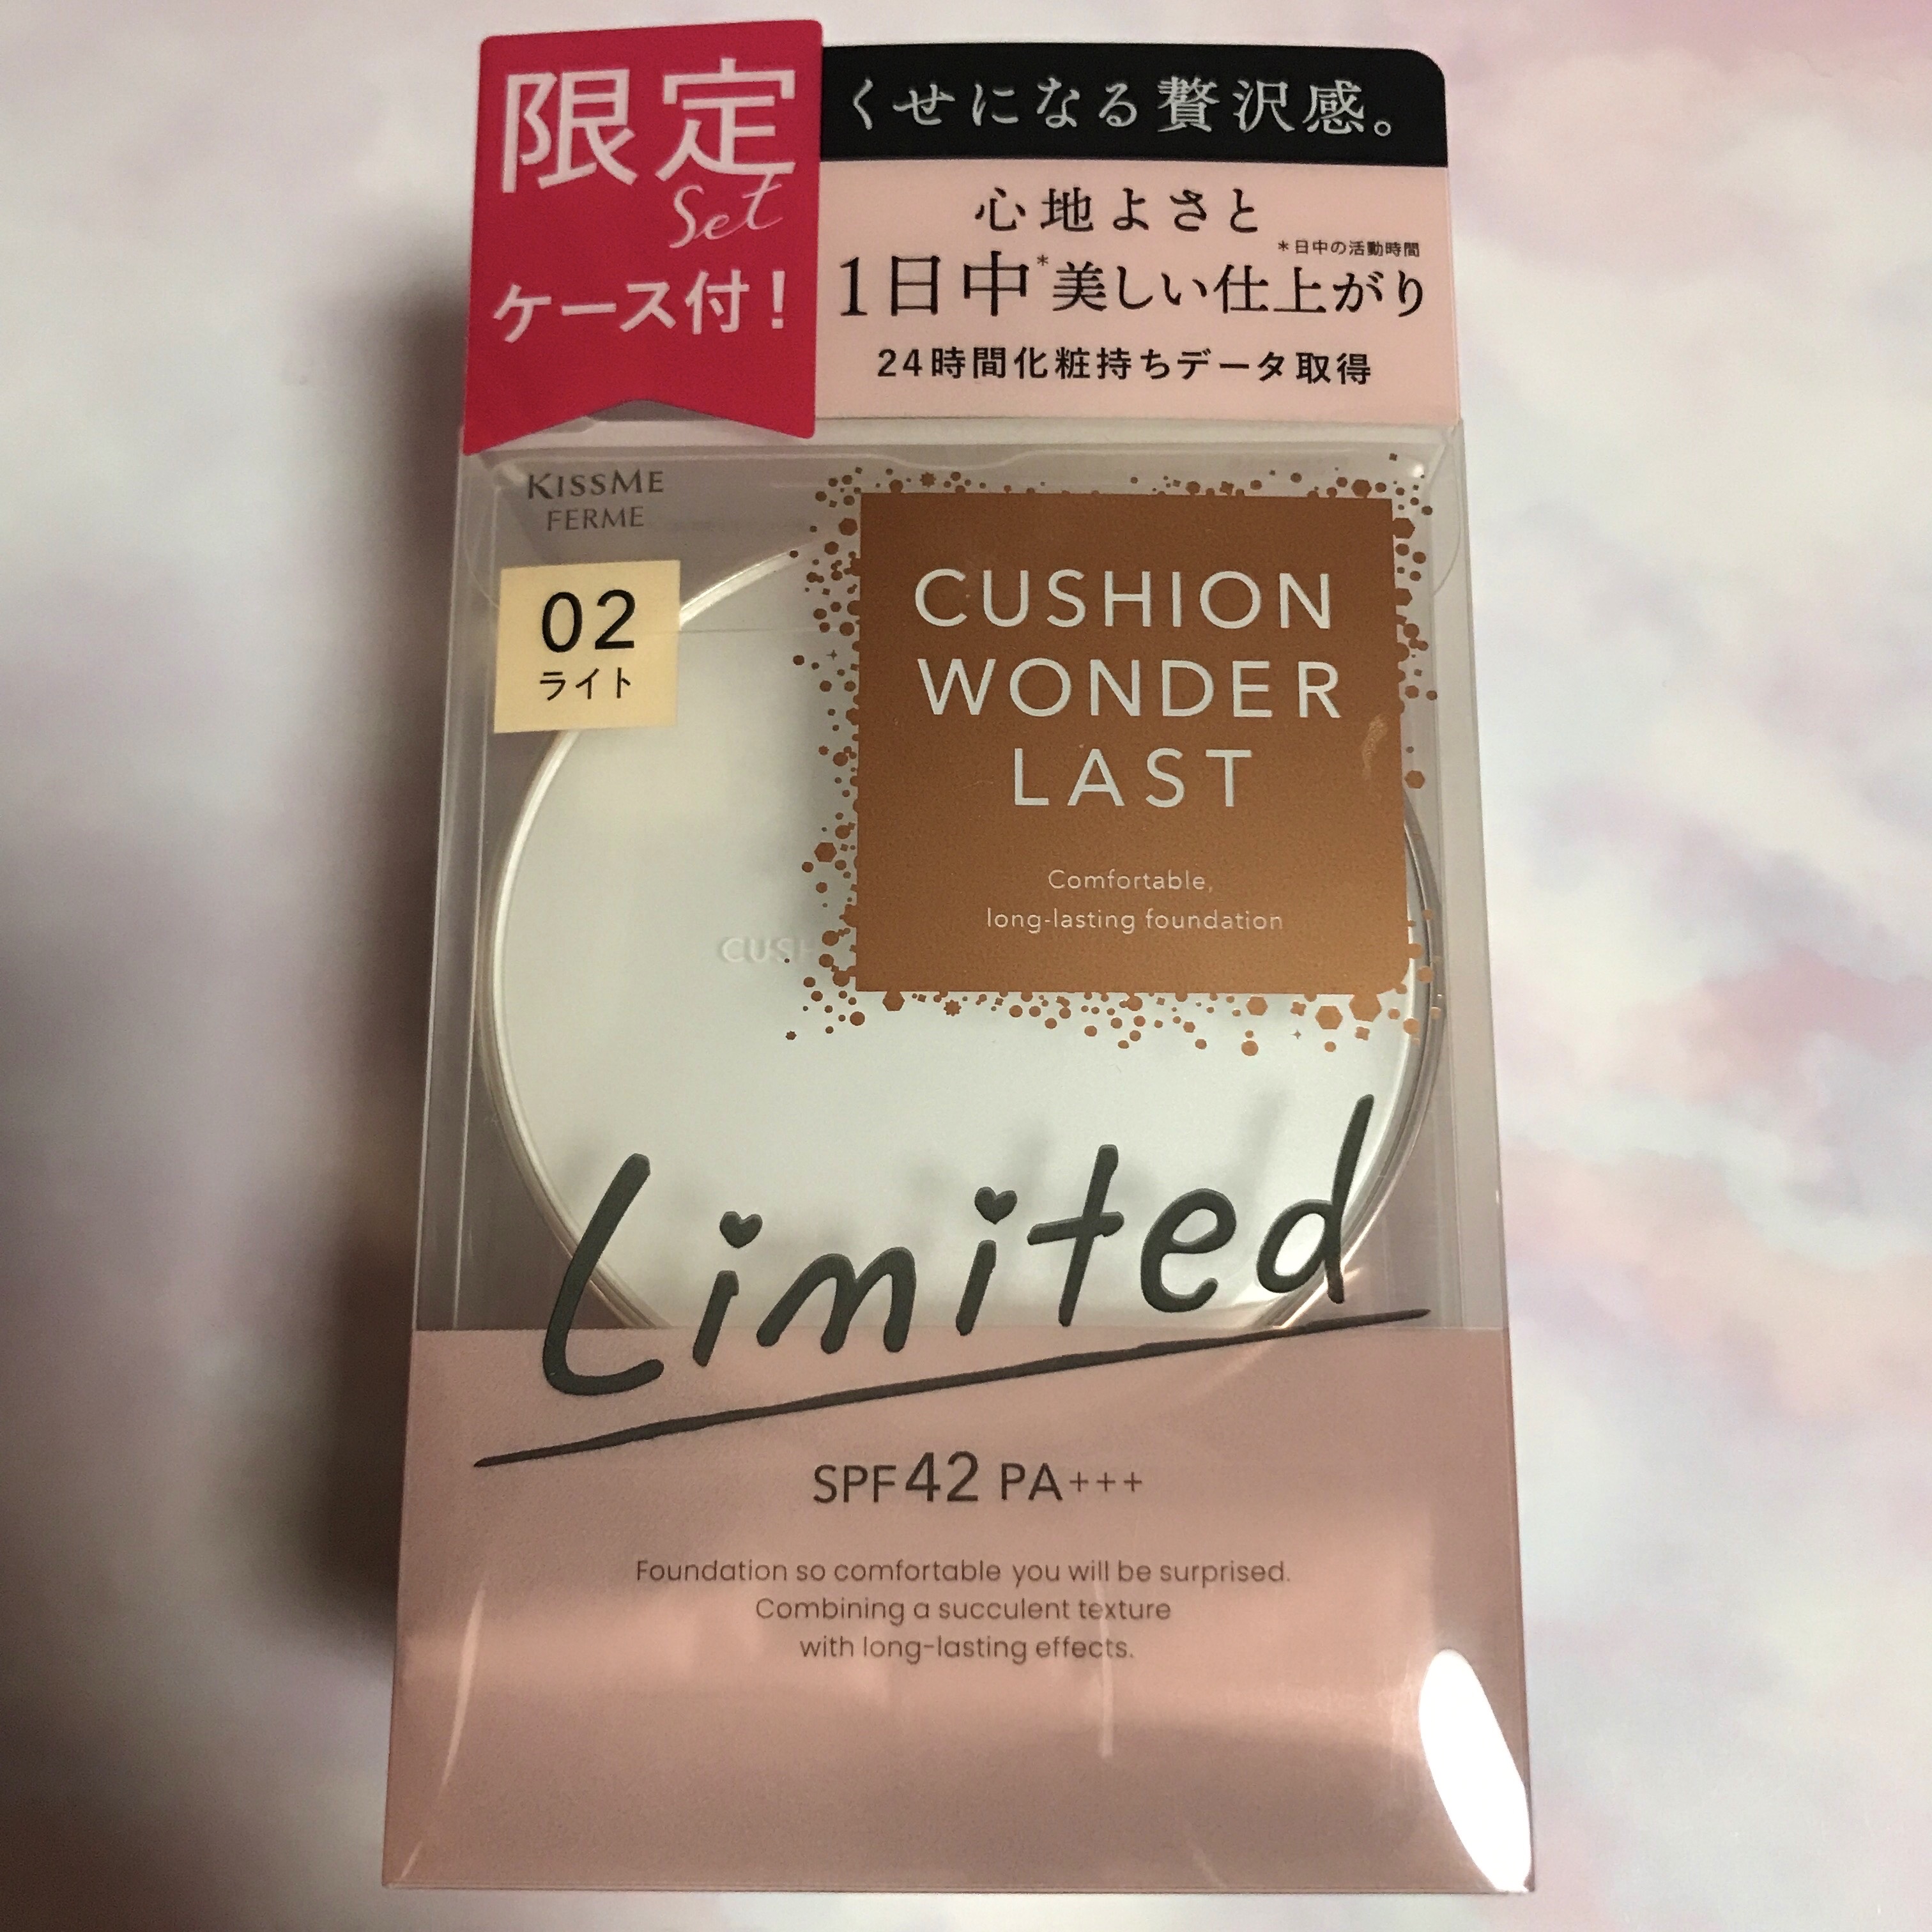 限定
Set
ケース付！
くせになる贅沢感。
心地よさと
*日中の活動時間
1日中*美しい仕上がり
24時間化粧持ちデータ取得
KISSME
FERME
02
ライト
CUSHION
WONDER
LAST
Comfortable,
long-lasting foundation
CUSH
Limited
SPF42 PA+++
Foundation so comfortable you will be surprised.
Combining a succulent texture
with long-lasting effects.